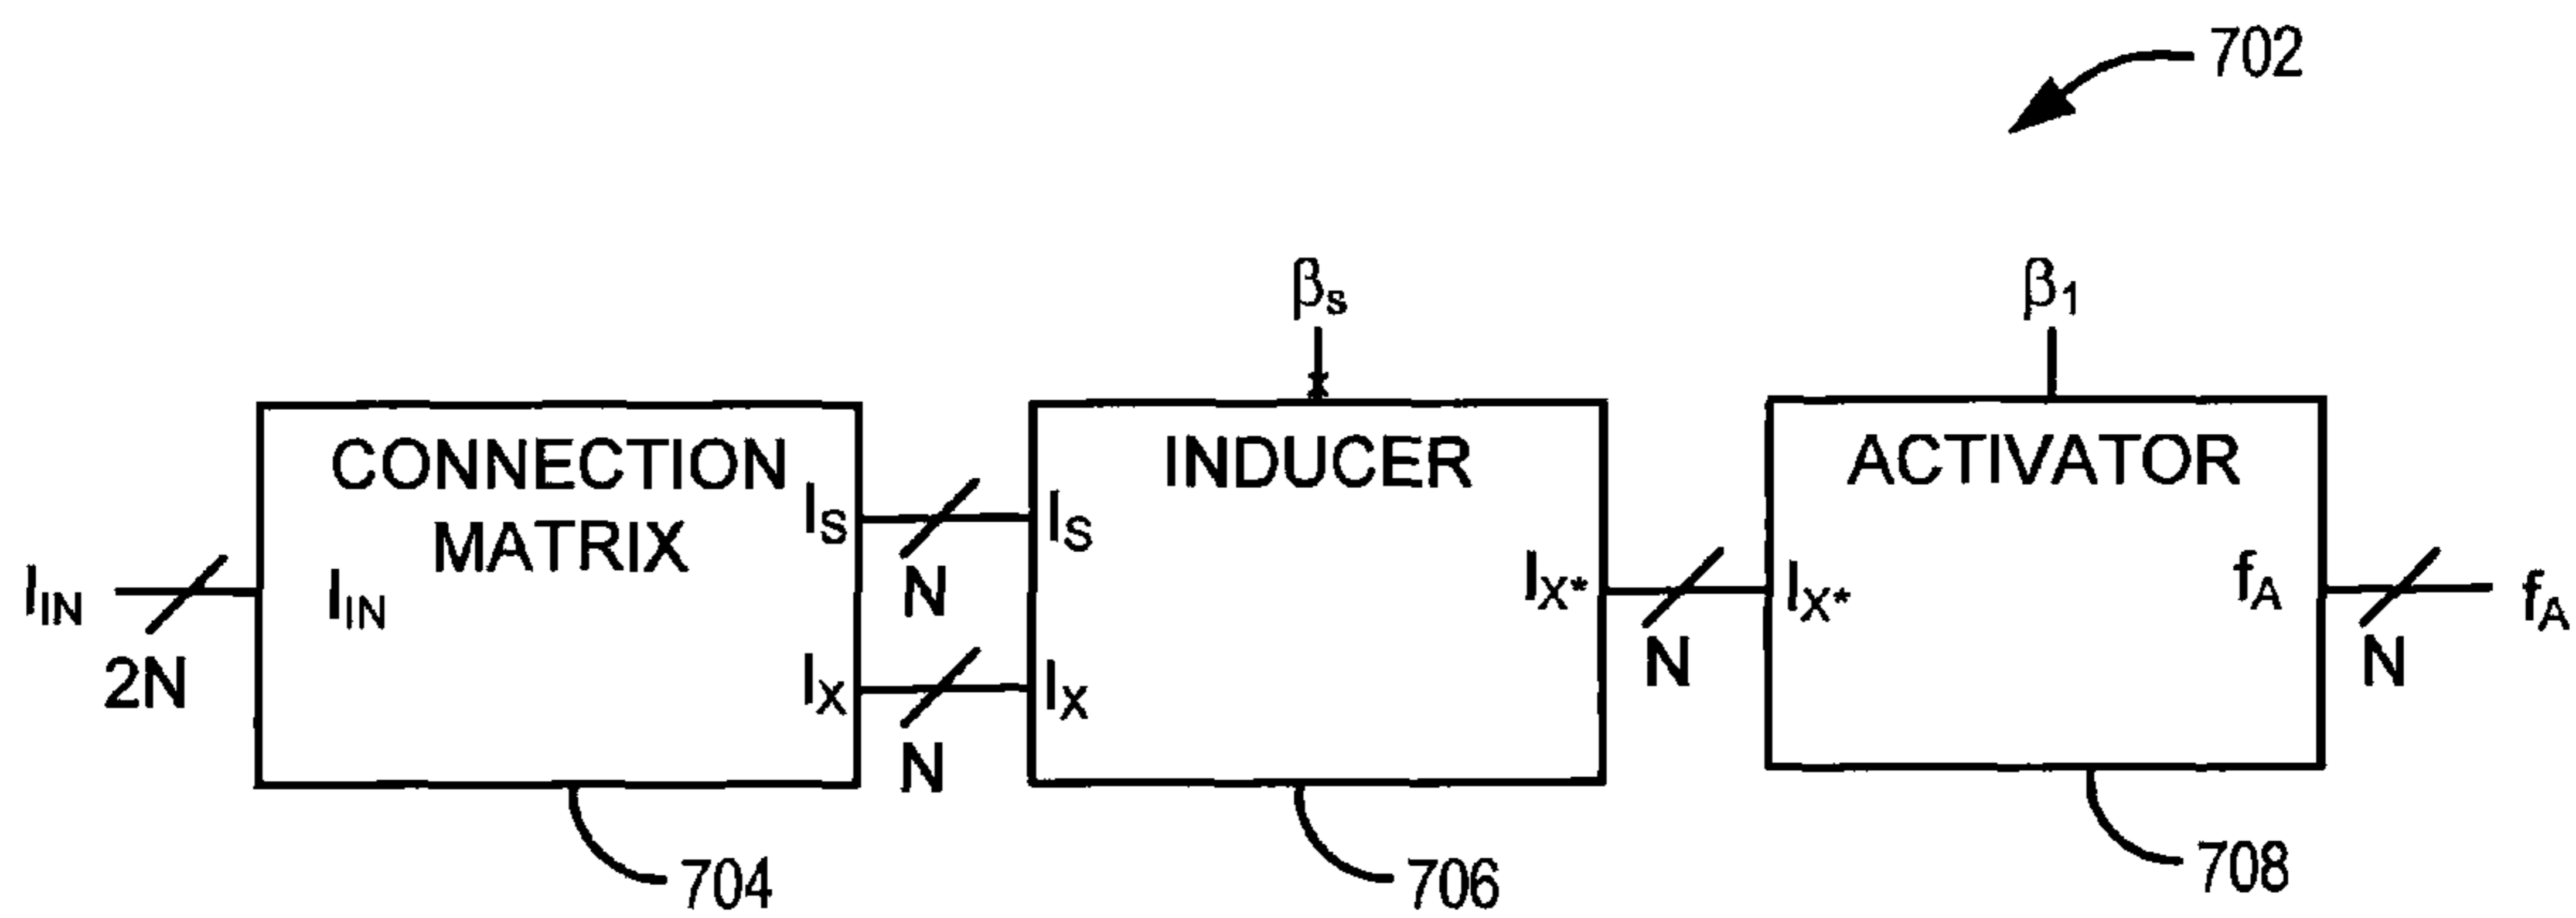 702
βs
β1
CONNECTION
MATRIX
INDUCER
ACTIVATOR
IS
N
IS
IIN
2N
IIN
IX*
N
IX*
fA
N
fA
IX
N
IX
704
706
708